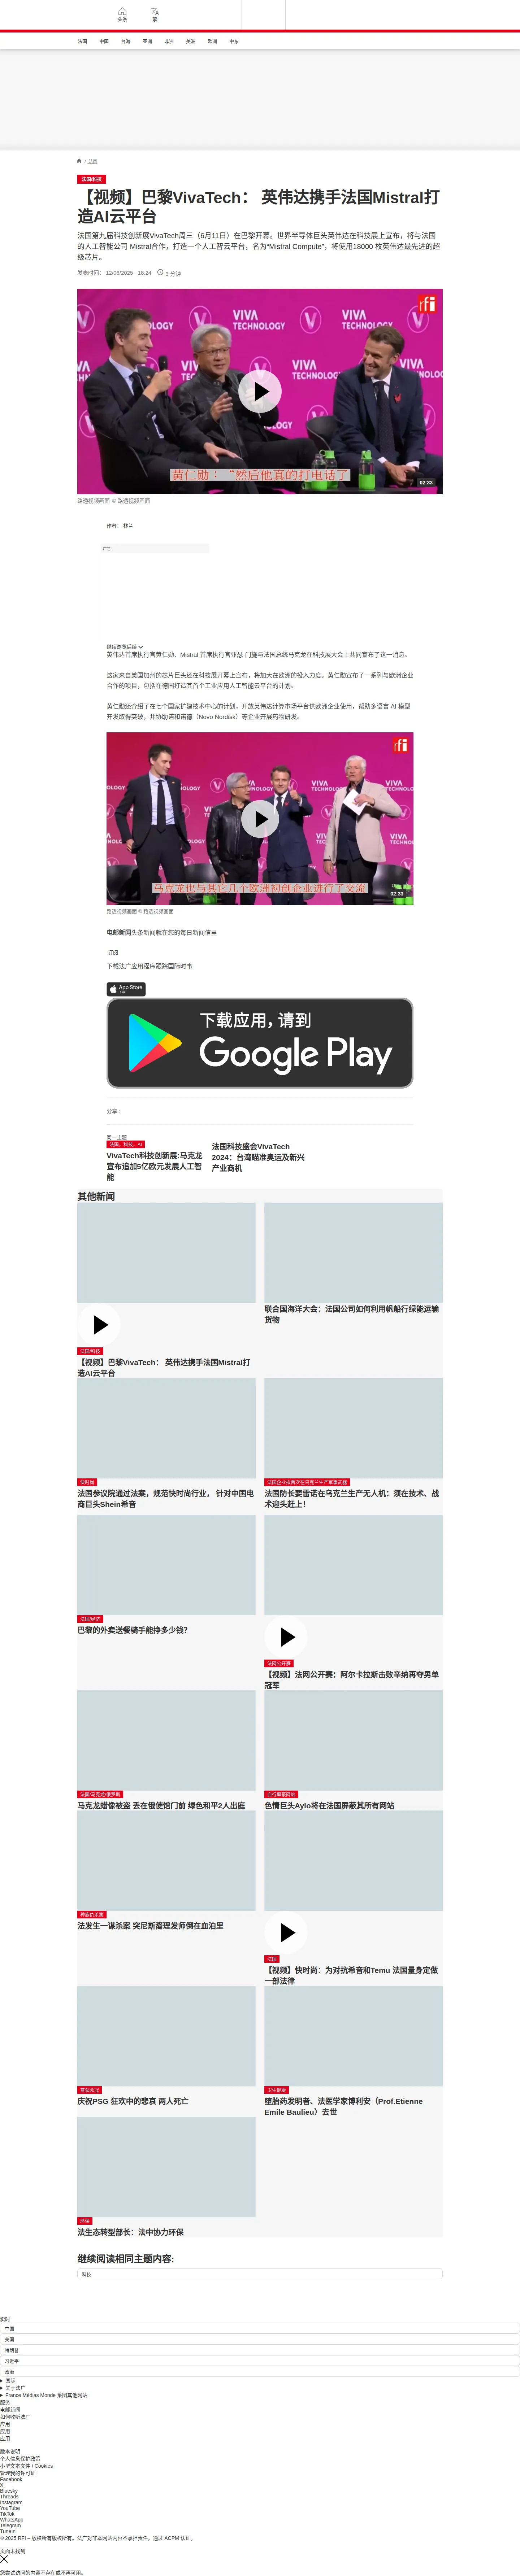 头条
繁
法国
中国
台海
亚洲
非洲
美洲
欧洲
中东
/ 法国
法国/科技
【视频】巴黎VivaTech： 英伟达携手法国Mistral打
造AI云平台
法国第九届科技创新展VivaTech周三（6月11日）在巴黎开幕。世界半导体巨头英伟达在科技展上宣布，将与法国
的人工智能公司 Mistral合作，打造一个人工智云平台，名为“Mistral Compute”，将使用18000 枚英伟达最先进的超
级芯片。
发表时间： 12/06/2025 - 18:24
3 分钟
VIVA TECHNOLOGY
rfi
黄仁勋：“然后他真的打电话了
02:33
路透视频画面 © 路透视频画面
作者： 林兰
广告
继续浏览后续
英伟达首席执行官黄仁勋、Mistral 首席执行官亚瑟·门施与法国总统马克龙在科技展大会上共同宣布了这一消息。
这家来自美国加州的芯片巨头还在科技展开幕上宣布，将加大在欧洲的投入力度。黄仁勋宣布了一系列与欧洲企业
合作的项目，包括在德国打造其首个工业应用人工智能云平台的计划。
黄仁勋还介绍了在七个国家扩建技术中心的计划，开放英伟达计算市场平台供欧洲企业使用，帮助多语言 AI 模型
开发取得突破，并协助诺和诺德（Novo Nordisk）等企业开展药物研发。
VIVA TECHNOLOGY
rfi
马克龙也与其它几个欧洲初创企业进行了交流
02:33
路透视频画面 © 路透视频画面
电邮新闻头条新闻就在您的每日新闻信里
订阅
下载法广应用程序跟踪国际时事
App Store
下载
下载应用，请到
Google Play
分享 :
同一主题
法国、科技、AI
VivaTech科技创新展:马克龙
宣布追加5亿欧元发展人工智
能
法国科技盛会VivaTech
2024：台湾瞄准奥运及新兴
产业商机
其他新闻
法国/科技
【视频】巴黎VivaTech： 英伟达携手法国Mistral打
造AI云平台
联合国海洋大会：法国公司如何利用帆船行绿能运输
货物
快时尚
法国参议院通过法案，规范快时尚行业， 针对中国电
商巨头Shein希音
法国企业拟首次在乌克兰生产军事武器
法国防长要雷诺在乌克兰生产无人机：须在技术、战
术迎头赶上！
法国/经济
巴黎的外卖送餐骑手能挣多少钱？
法网公开赛
【视频】法网公开赛：阿尔卡拉斯击败辛纳再夺男单
冠军
法国/马克龙/俄罗斯
马克龙蜡像被盗 丢在俄使馆门前 绿色和平2人出庭
自行屏蔽网站
色情巨头Aylo将在法国屏蔽其所有网站
种族仇杀案
法发生一谋杀案 突尼斯裔理发师倒在血泊里
法国
【视频】快时尚：为对抗希音和Temu 法国量身定做
一部法律
首获欧冠
庆祝PSG 狂欢中的悲哀 两人死亡
卫生健康
堕胎药发明者、法医学家博利安（Prof.Etienne
Emile Baulieu）去世
环保
法生态转型部长：法中协力环保
继续阅读相同主题内容:
科技
实时
中国
美国
特朗普
习近平
政治
国际
关于法广
France Médias Monde 集团其他网站
服务
电邮新闻
如何收听法广
应用
应用
应用
版本说明
个人信息保护政策
小型文本文件 / Cookies
管理我的许可证
Facebook
X
Bluesky
Threads
Instagram
YouTube
TikTok
WhatsApp
Telegram
TuneIn
© 2025 RFI – 版权所有版权所有。法广对非本网站内容不承担责任。通过 ACPM 认证。
页面未找到
您尝试访问的内容不存在或不再可用。